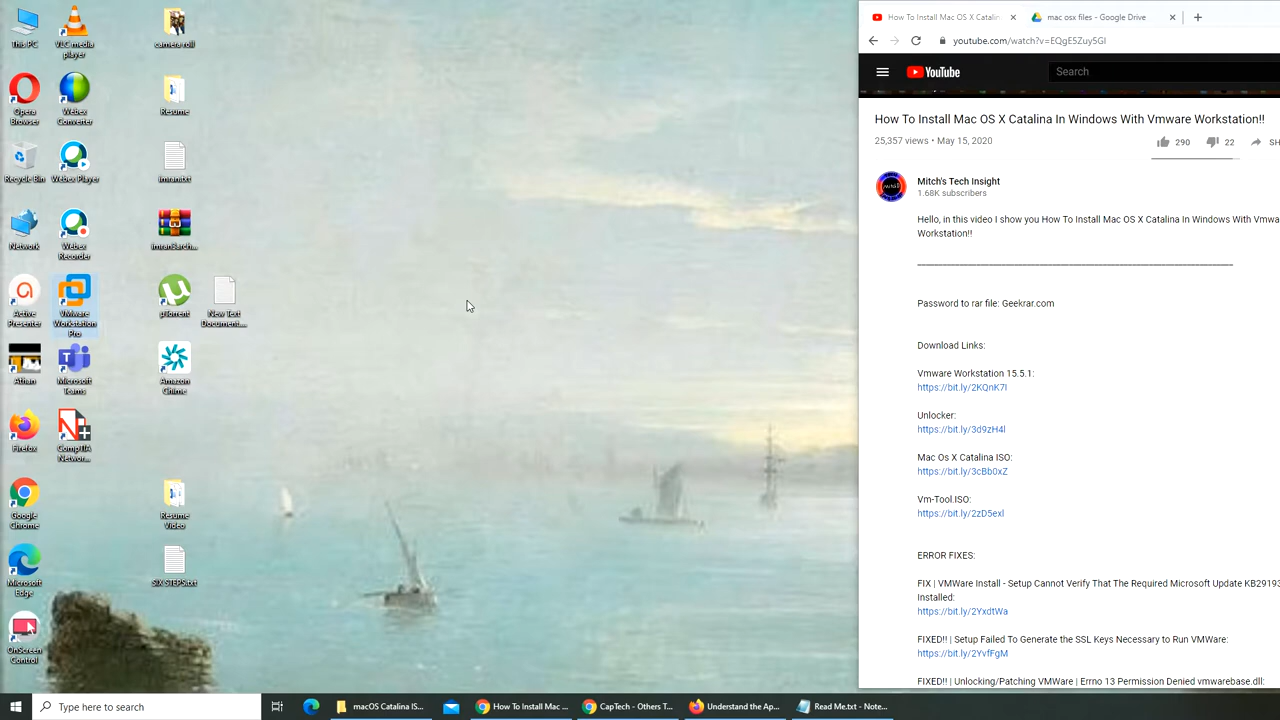 This PC
VLC media player
camera roll
Opera Browser
Webex Converter
Resume
Recycle Bin
Webex Player
imran.txt
Network
Webex Recorder
imranSarch...
Active Presenter
VMware Workstation Pro
µTorrent
New Text Document....
Athan
Microsoft Teams
Amazon Chime
Firefox
CompTIA Networ...
Google Chrome
Resume Video
Microsoft Edge
SIX STEPS.txt
OnScreen Control
How To Install Mac OS X Catalin
mac osx files - Google Drive
youtube.com/watch?v=EQgE5Zuy5GI
YouTube
Search
How To Install Mac OS X Catalina In Windows With Vmware Workstation!!
25,357 views • May 15, 2020
290
22
SH
Mitch's Tech Insight
1.68K subscribers
Hello, in this video I show you How To Install Mac OS X Catalina In Windows With Vmwa
Workstation!!
Password to rar file: Geekrar.com
Download Links:
Vmware Workstation 15.5.1:
https://bit.ly/2KQnK7I
Unlocker:
https://bit.ly/3d9zH4l
Mac Os X Catalina ISO:
https://bit.ly/3cBb0xZ
Vm-Tool.ISO:
https://bit.ly/2zD5exl
ERROR FIXES:
FIX | VMWare Install - Setup Cannot Verify That The Required Microsoft Update KB29193
Installed:
https://bit.ly/2YxdtWa
FIXED!! | Setup Failed To Generate the SSL Keys Necessary to Run VMWare:
https://bit.ly/2YvfFgM
FIXED!! | Unlocking/Patching VMWare | Errno 13 Permission Denied vmwarebase.dll:
Type here to search
macOS Catalina IS...
How To Install Mac ...
CapTech - Others T...
Understand the Ap...
Read Me.txt - Note...